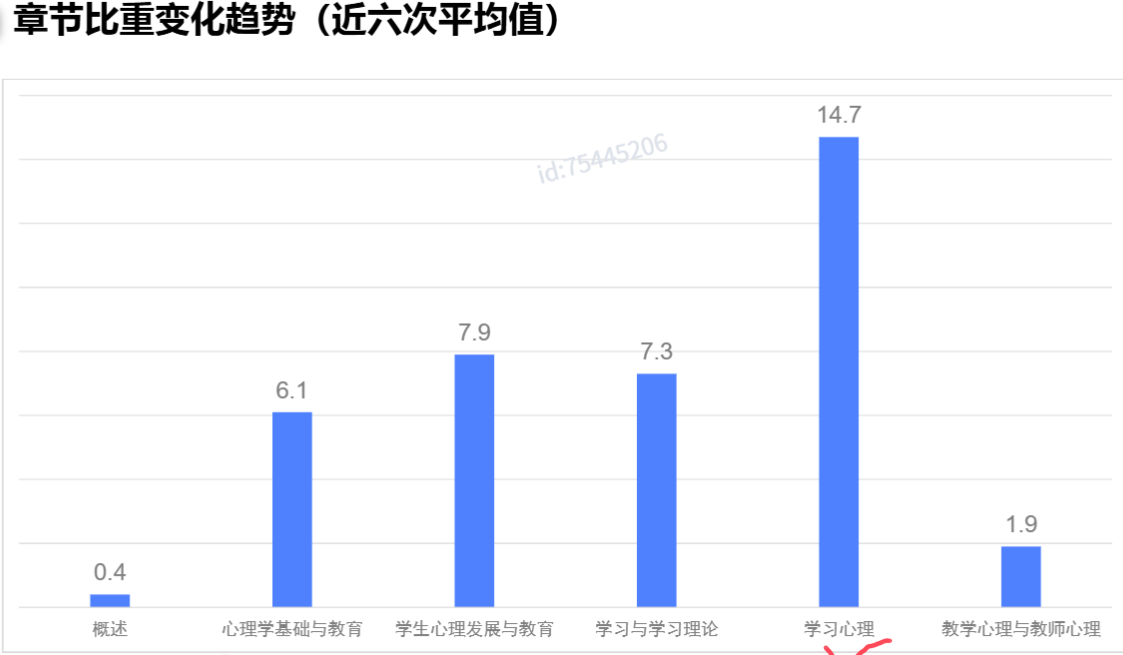 章节比重变化趋势（近六次平均值）
id:75445206
14.7
7.9
7.3
6.1
1.9
0.4
概述 心理学基础与教育 学生心理发展与教育 学习与学习理论 学习心理 教学心理与教师心理